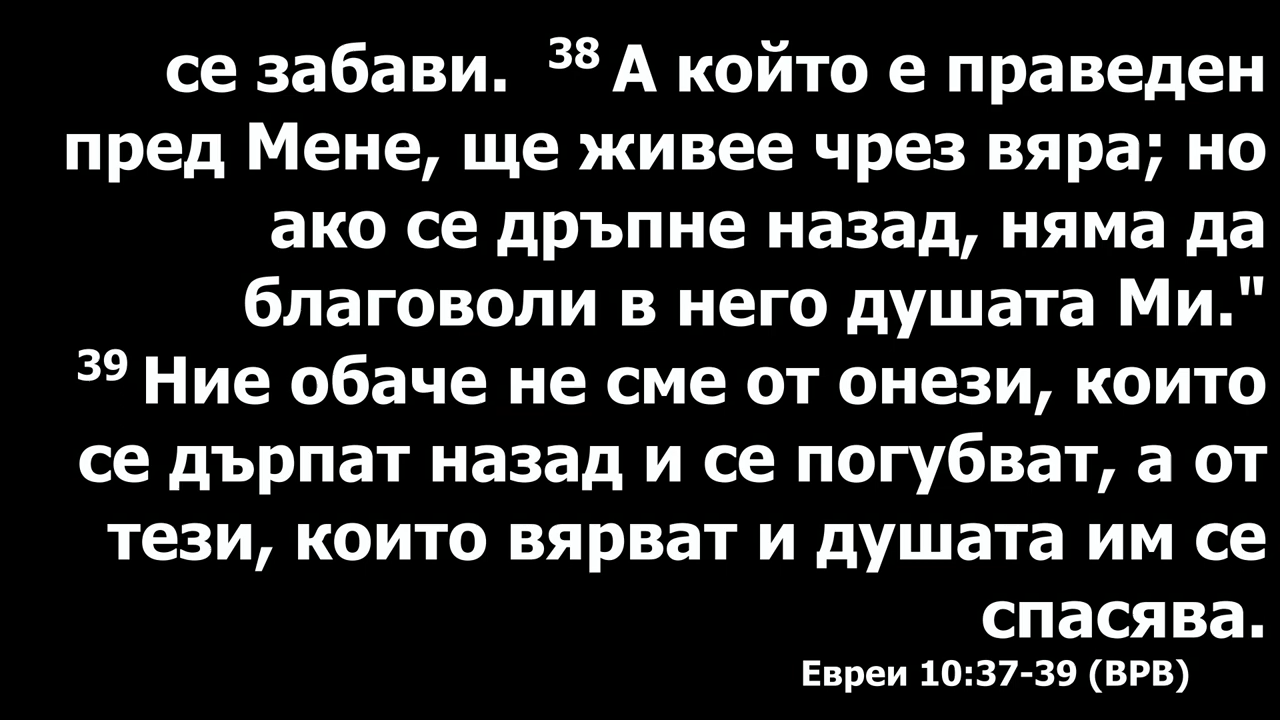 се забави. 38 А който е праведен
пред Мене, ще живее чрез вяра; но
ако се дръпне назад, няма да
благоволи в него душата Ми."
39 Ние обаче не сме от онези, които
се дърпат назад и се погубват, а от
тези, които вярват и душата им се
спасява.
Евреи 10:37-39 (ВРВ)